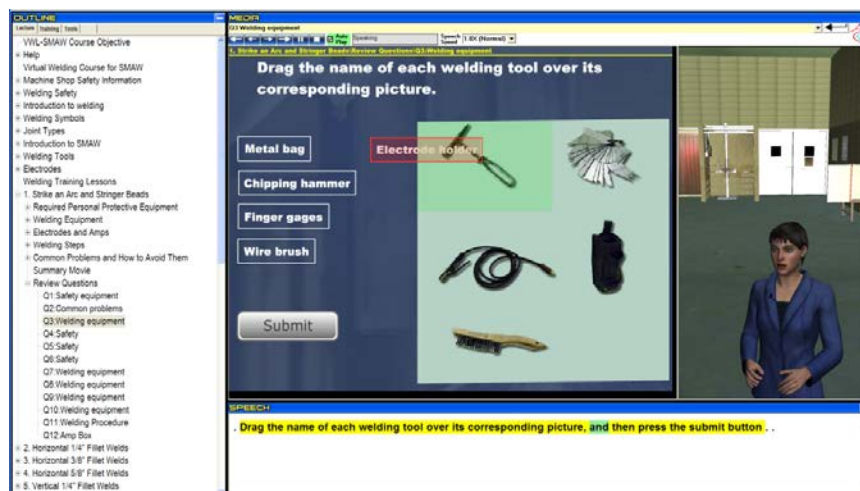 OUTLINE
Lecture Training Tools
VWL-SMAW Course Objective
Help
Virtual Welding Course for SMAW
Machine Shop Safety Information
Welding Safety
Introduction to welding
Welding Symbols
Joint Types
Introduction to SMAW
Welding Tools
Electrodes
Welding Training Lessons
1. Strike an Arc and Stringer Beads
Required Personal Protective Equipment
Welding Equipment
Electrodes and Amps
Welding Steps
Common Problems and How to Avoid Them
Summary Movie
Review Questions
Q1:Safety equipment
Q2:Common problems
Q3:Welding equipment
Q4:Safety
Q5:Safety
Q6:Safety
Q7:Welding equipment
Q8:Welding equipment
Q9:Welding equipment
Q10:Welding equipment
Q11:Welding Procedure
Q12:Amp Box
2. Horizontal 1/4" Fillet Welds
3. Horizontal 3/8" Fillet Welds
4. Horizontal 5/8" Fillet Welds
5. Vertical 1/4" Fillet Welds
MEDIA
Q3:Welding equipment
Auto Play Speaking Speech Speed 1.0X (Normal)
1. Strike an Arc and Stringer Beads\Review Questions\Q3:Welding equipment
Drag the name of each welding tool over its
corresponding picture.
Metal bag
Electrode holder
Chipping hammer
Finger gages
Wire brush
Submit
SPEECH
. Drag the name of each welding tool over its corresponding picture, and then press the submit button . .